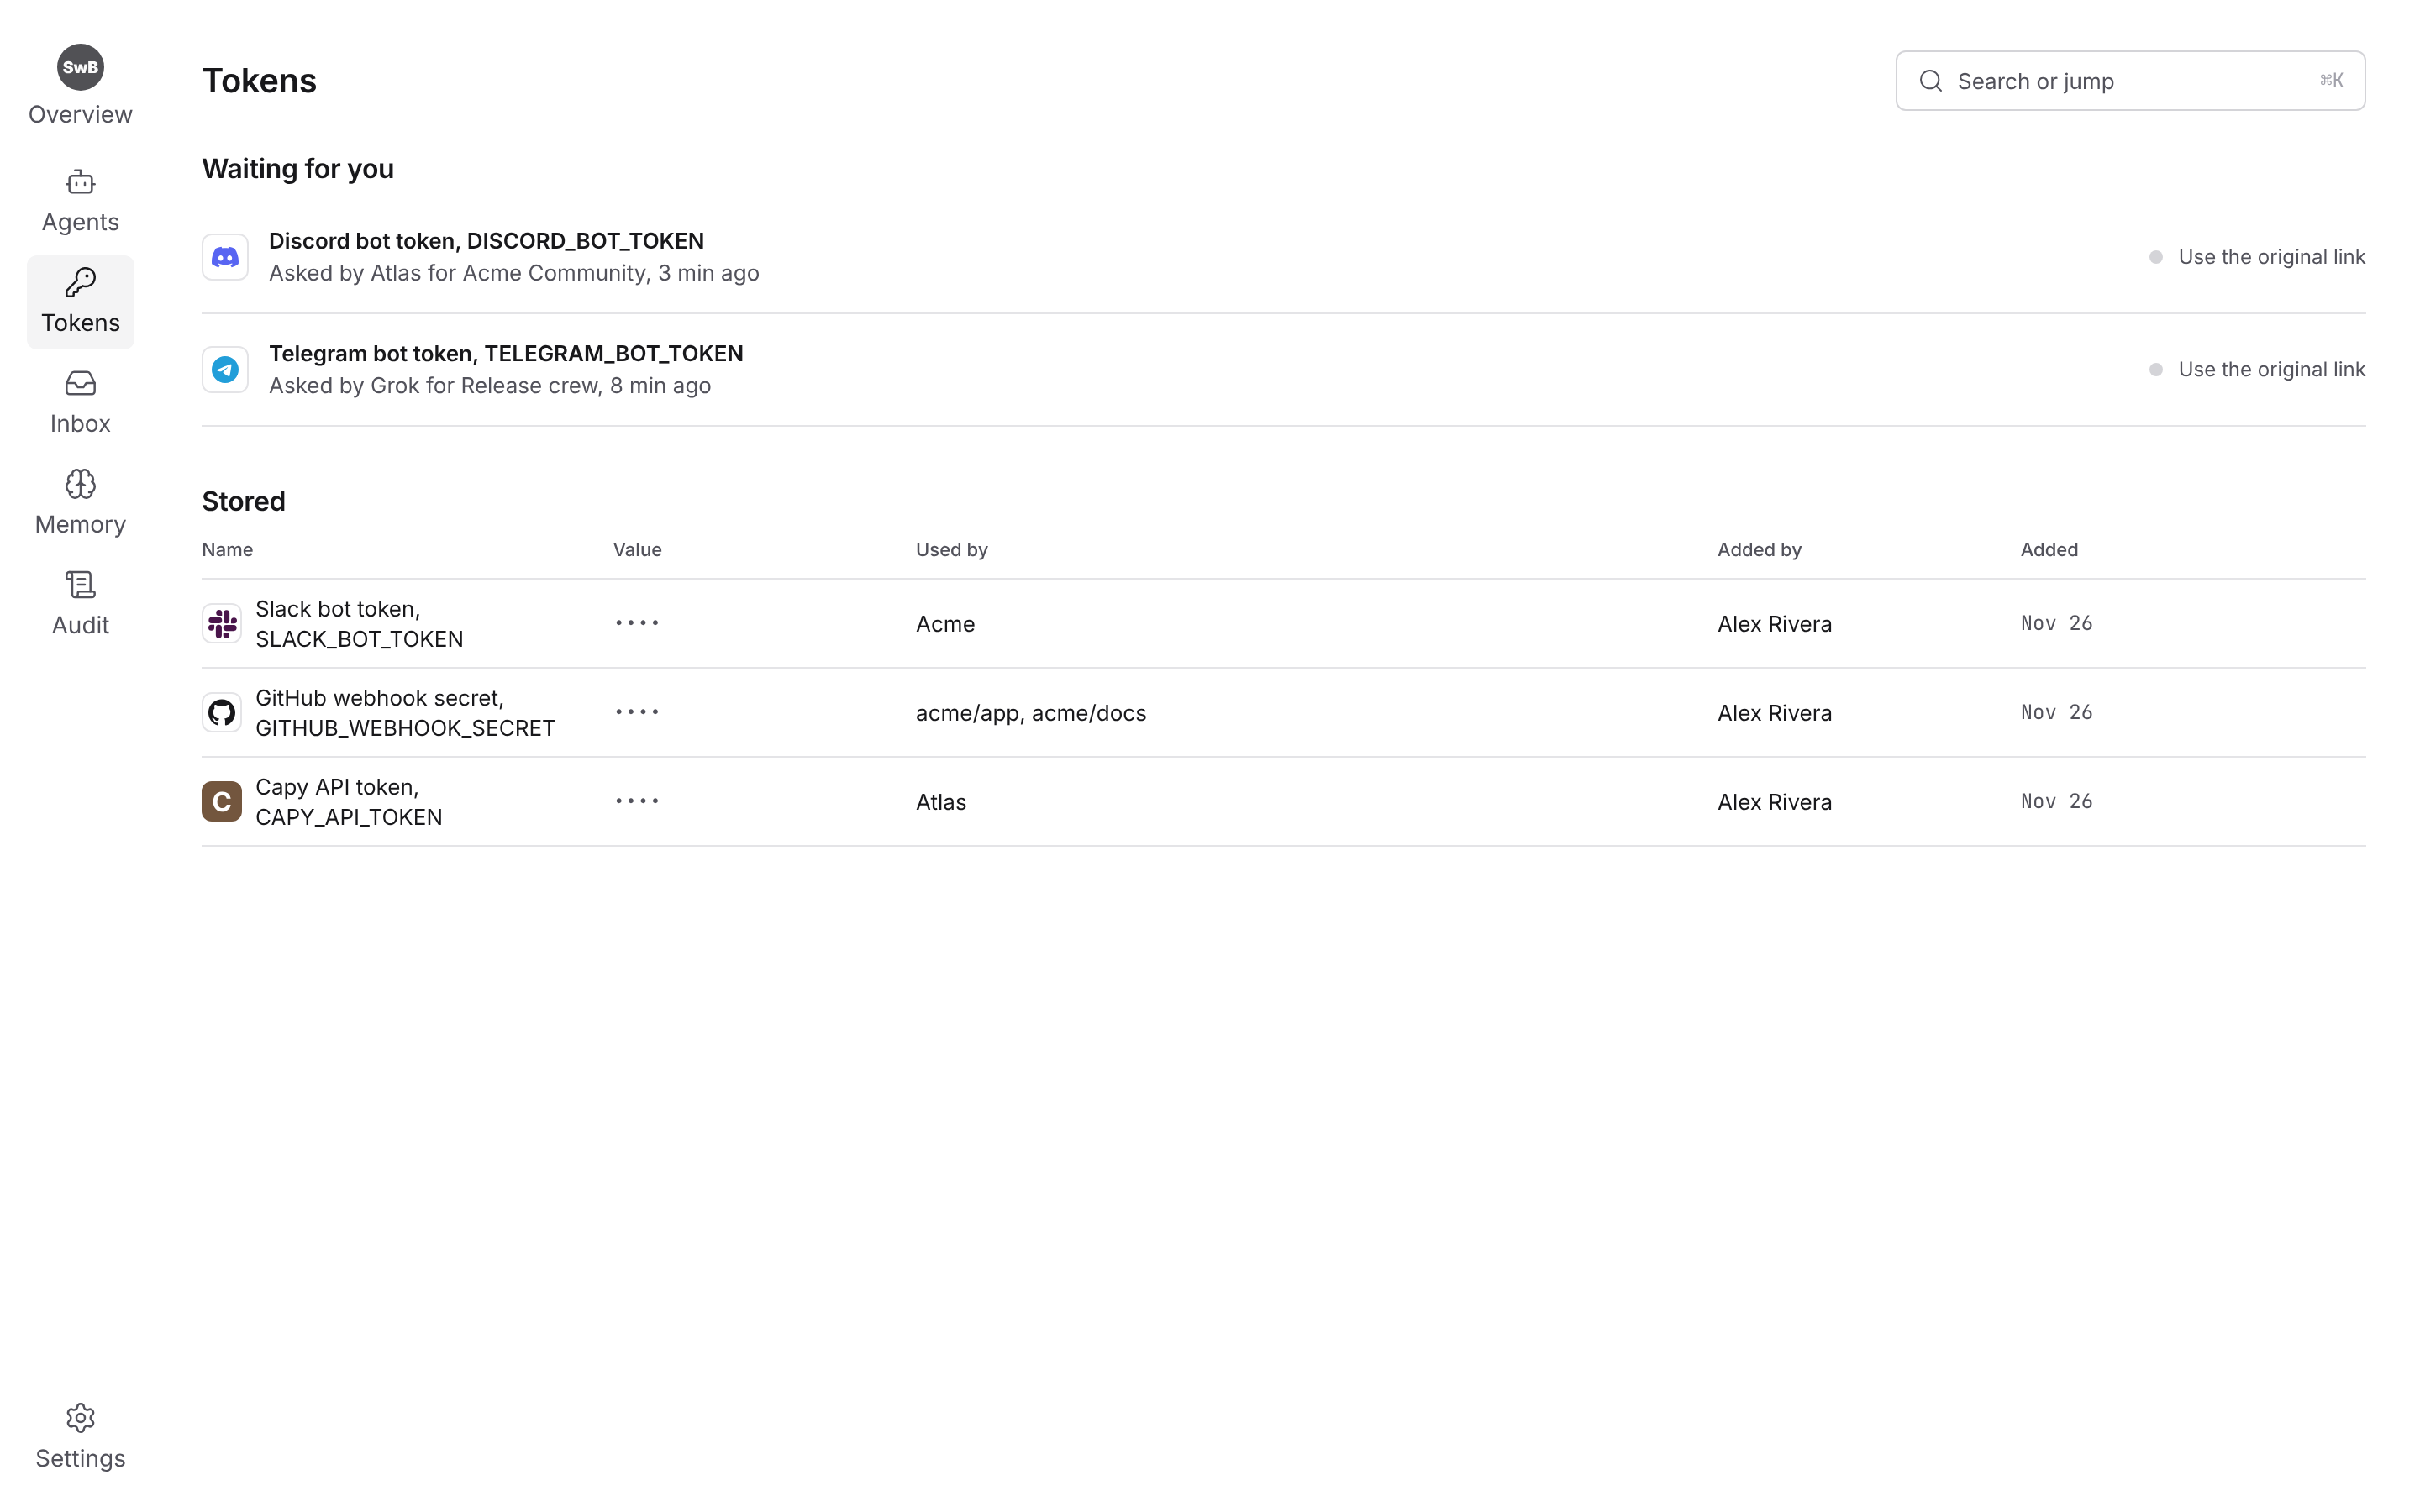 SwB
Overview
Agents
Tokens
Inbox
Memory
Audit
Settings
Tokens
Search or jump ⌘K
Waiting for you
Discord bot token, DISCORD_BOT_TOKEN
Asked by Atlas for Acme Community, 3 min ago
Use the original link
Telegram bot token, TELEGRAM_BOT_TOKEN
Asked by Grok for Release crew, 8 min ago
Use the original link
Stored
Name Value Used by Added by Added
Slack bot token,
SLACK_BOT_TOKEN
•••• Acme Alex Rivera Nov 26
GitHub webhook secret,
GITHUB_WEBHOOK_SECRET
•••• acme/app, acme/docs Alex Rivera Nov 26
C
Capy API token,
CAPY_API_TOKEN
•••• Atlas Alex Rivera Nov 26